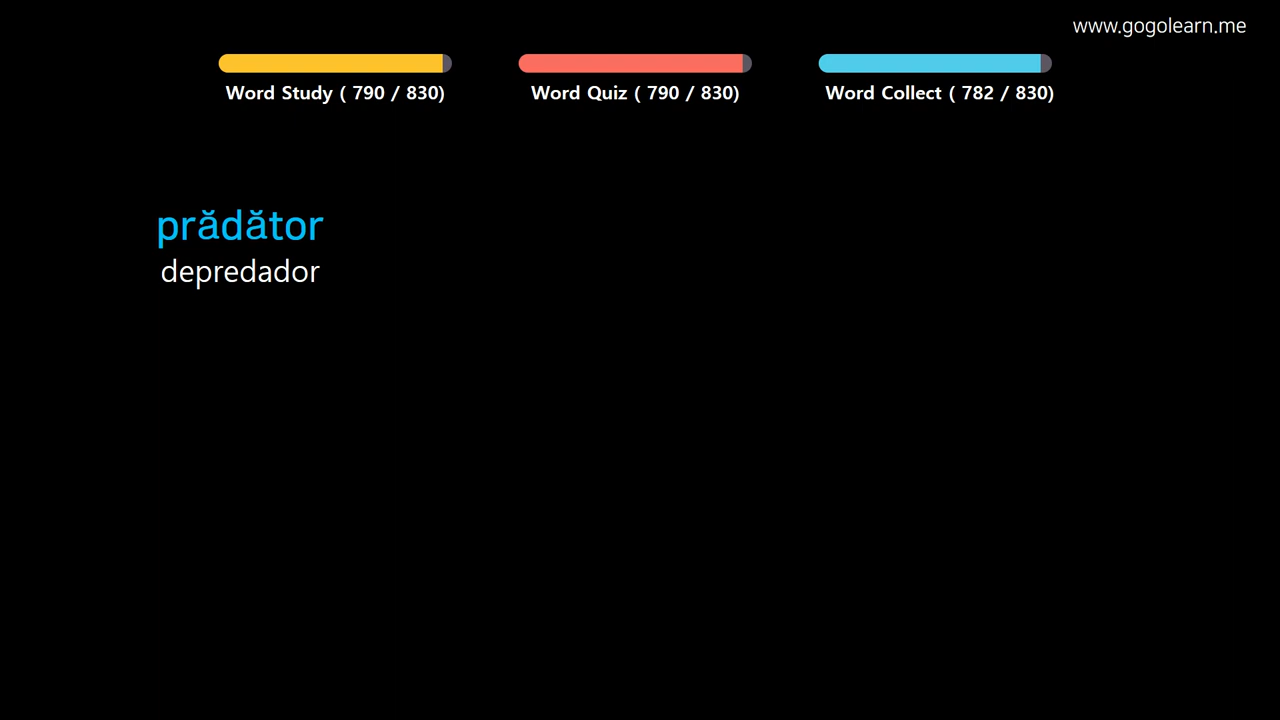 www.gogolearn.me
Word Study ( 790 / 830)
Word Quiz ( 790 / 830)
Word Collect ( 782 / 830)
prădător
depredador